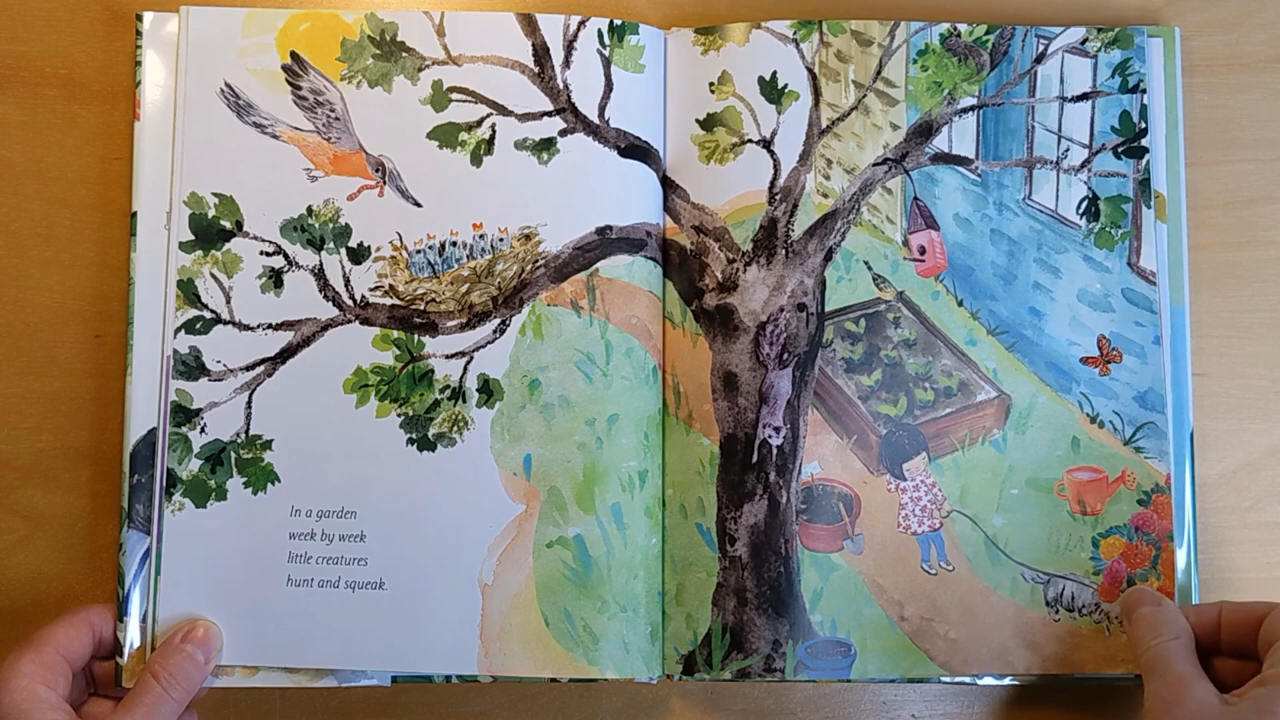 In a garden
week by week
little creatures
hunt and squeak.